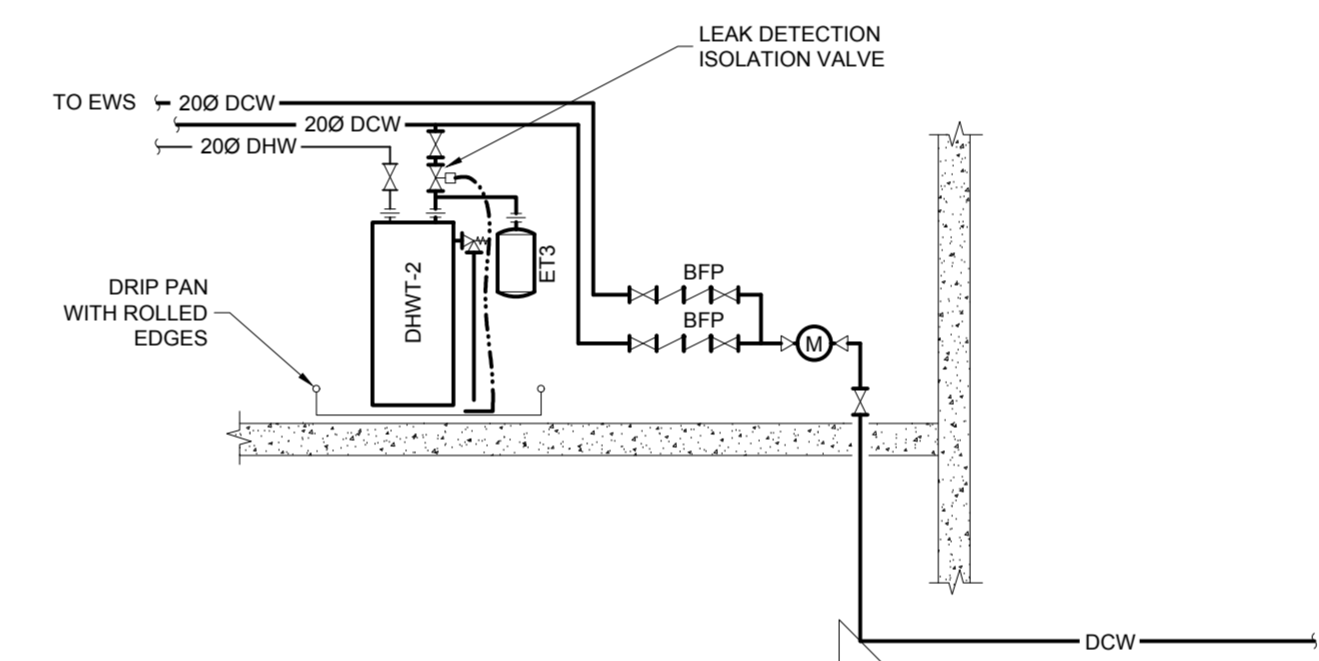 LEAK DETECTION
ISOLATION VALVE
TO EWS
20Ø DCW
20Ø DCW
20Ø DHW
DHWT-2
ET3
BFP
BFP
M
DRIP PAN
WITH ROLLED
EDGES
DCW